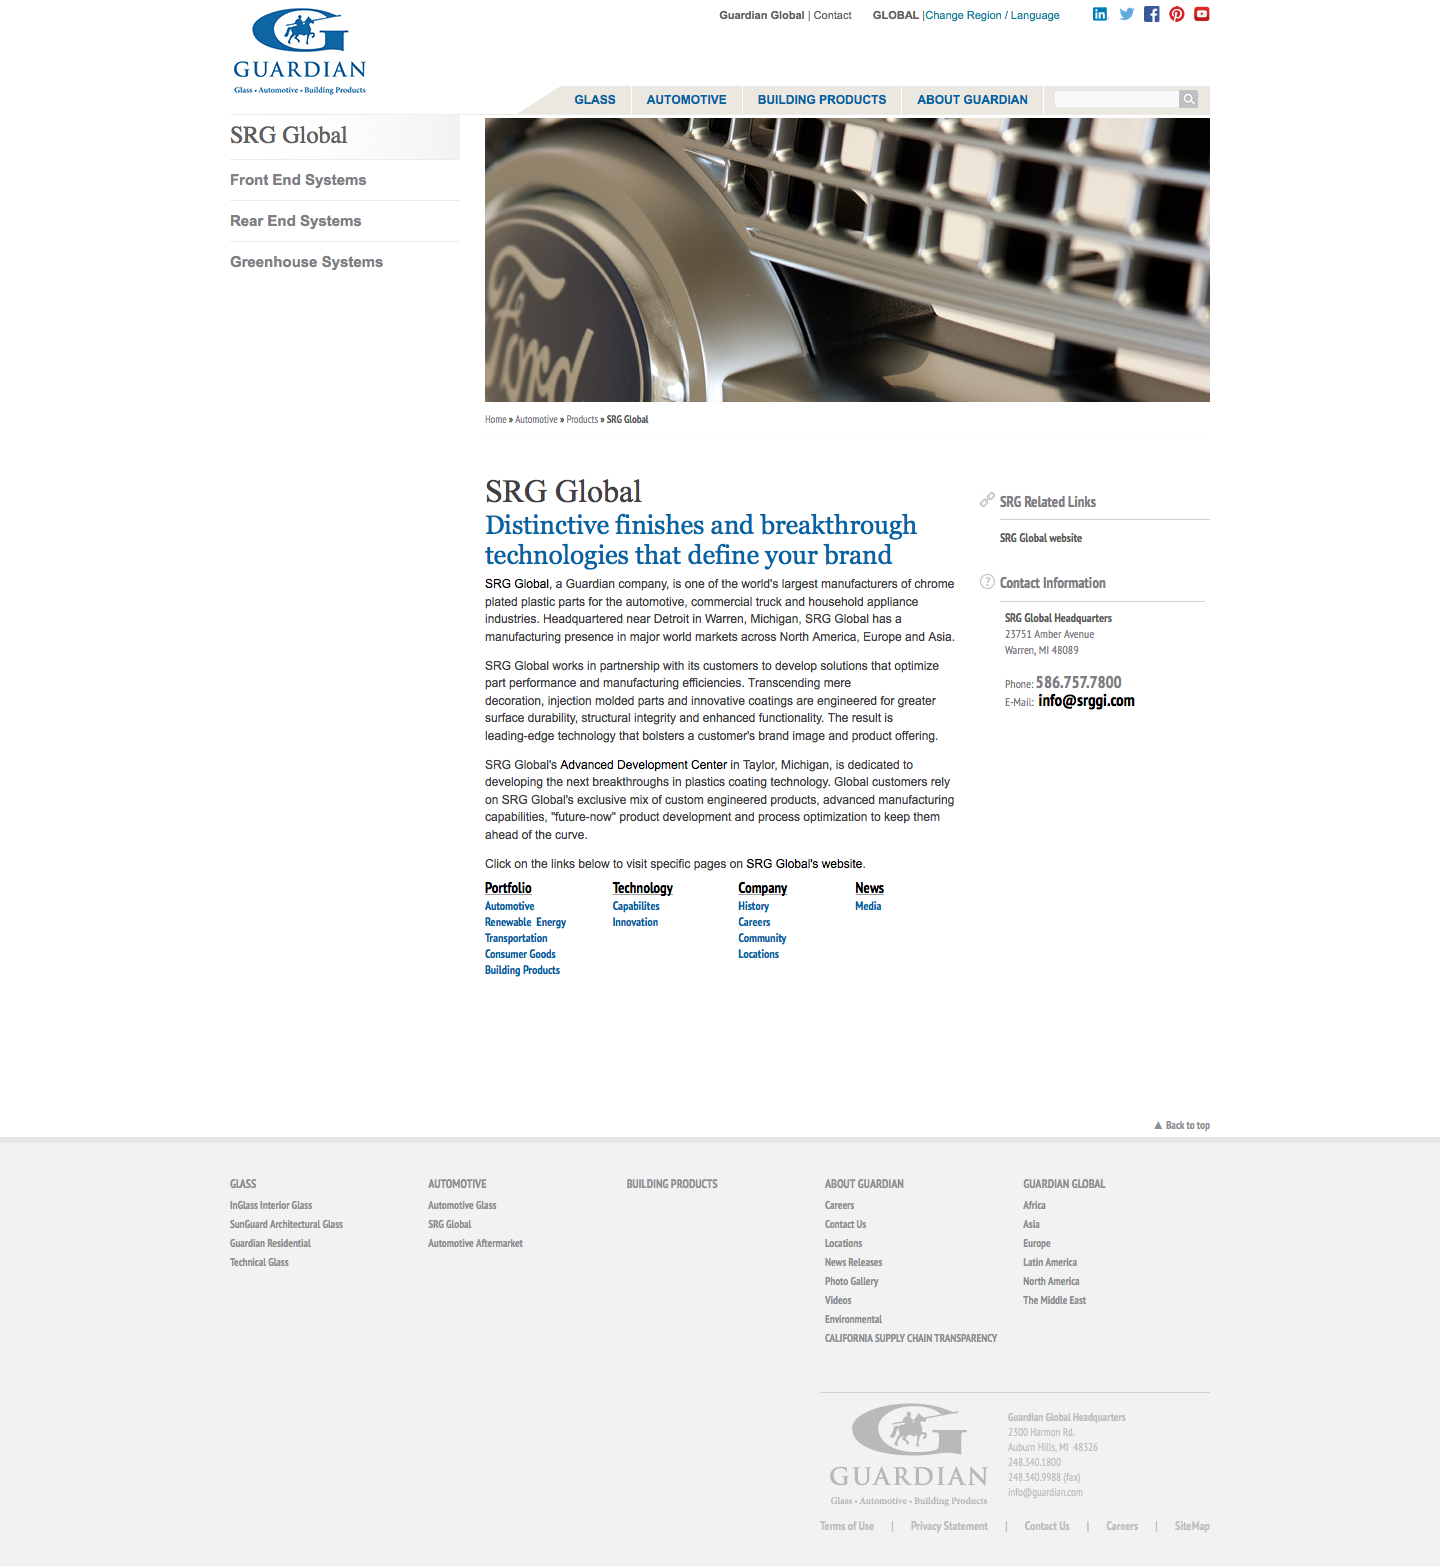 Guardian Global | Contact
GLOBAL |Change Region / Language
GUARDIAN
Glass • Automotive • Building Products
GLASS
AUTOMOTIVE
BUILDING PRODUCTS
ABOUT GUARDIAN
SRG Global
Front End Systems
Rear End Systems
Greenhouse Systems
Ford
Home » Automotive » Products » SRG Global
SRG Global
Distinctive finishes and breakthrough
technologies that define your brand
SRG Global, a Guardian company, is one of the world's largest manufacturers of chrome
plated plastic parts for the automotive, commercial truck and household appliance
industries. Headquartered near Detroit in Warren, Michigan, SRG Global has a
manufacturing presence in major world markets across North America, Europe and Asia.
SRG Global works in partnership with its customers to develop solutions that optimize
part performance and manufacturing efficiencies. Transcending mere
decoration, injection molded parts and innovative coatings are engineered for greater
surface durability, structural integrity and enhanced functionality. The result is
leading-edge technology that bolsters a customer's brand image and product offering.
SRG Global's Advanced Development Center in Taylor, Michigan, is dedicated to
developing the next breakthroughs in plastics coating technology. Global customers rely
on SRG Global's exclusive mix of custom engineered products, advanced manufacturing
capabilities, "future-now" product development and process optimization to keep them
ahead of the curve.
Click on the links below to visit specific pages on SRG Global's website.
Portfolio
Automotive
Renewable Energy
Transportation
Consumer Goods
Building Products
Technology
Capabilites
Innovation
Company
History
Careers
Community
Locations
News
Media
SRG Related Links
SRG Global website
Contact Information
SRG Global Headquarters
23751 Amber Avenue
Warren, MI 48089
Phone: 586.757.7800
E-Mail: info@srggi.com
▲ Back to top
GLASS
InGlass Interior Glass
SunGuard Architectural Glass
Guardian Residential
Technical Glass
AUTOMOTIVE
Automotive Glass
SRG Global
Automotive Aftermarket
BUILDING PRODUCTS
ABOUT GUARDIAN
Careers
Contact Us
Locations
News Releases
Photo Gallery
Videos
Environmental
CALIFORNIA SUPPLY CHAIN TRANSPARENCY
GUARDIAN GLOBAL
Africa
Asia
Europe
Latin America
North America
The Middle East
GUARDIAN
Glass • Automotive • Building Products
Guardian Global Headquarters
2300 Harmon Rd.
Auburn Hills, MI 48326
248.340.1800
248.340.9988 (fax)
info@guardian.com
Terms of Use | Privacy Statement | Contact Us | Careers | SiteMap